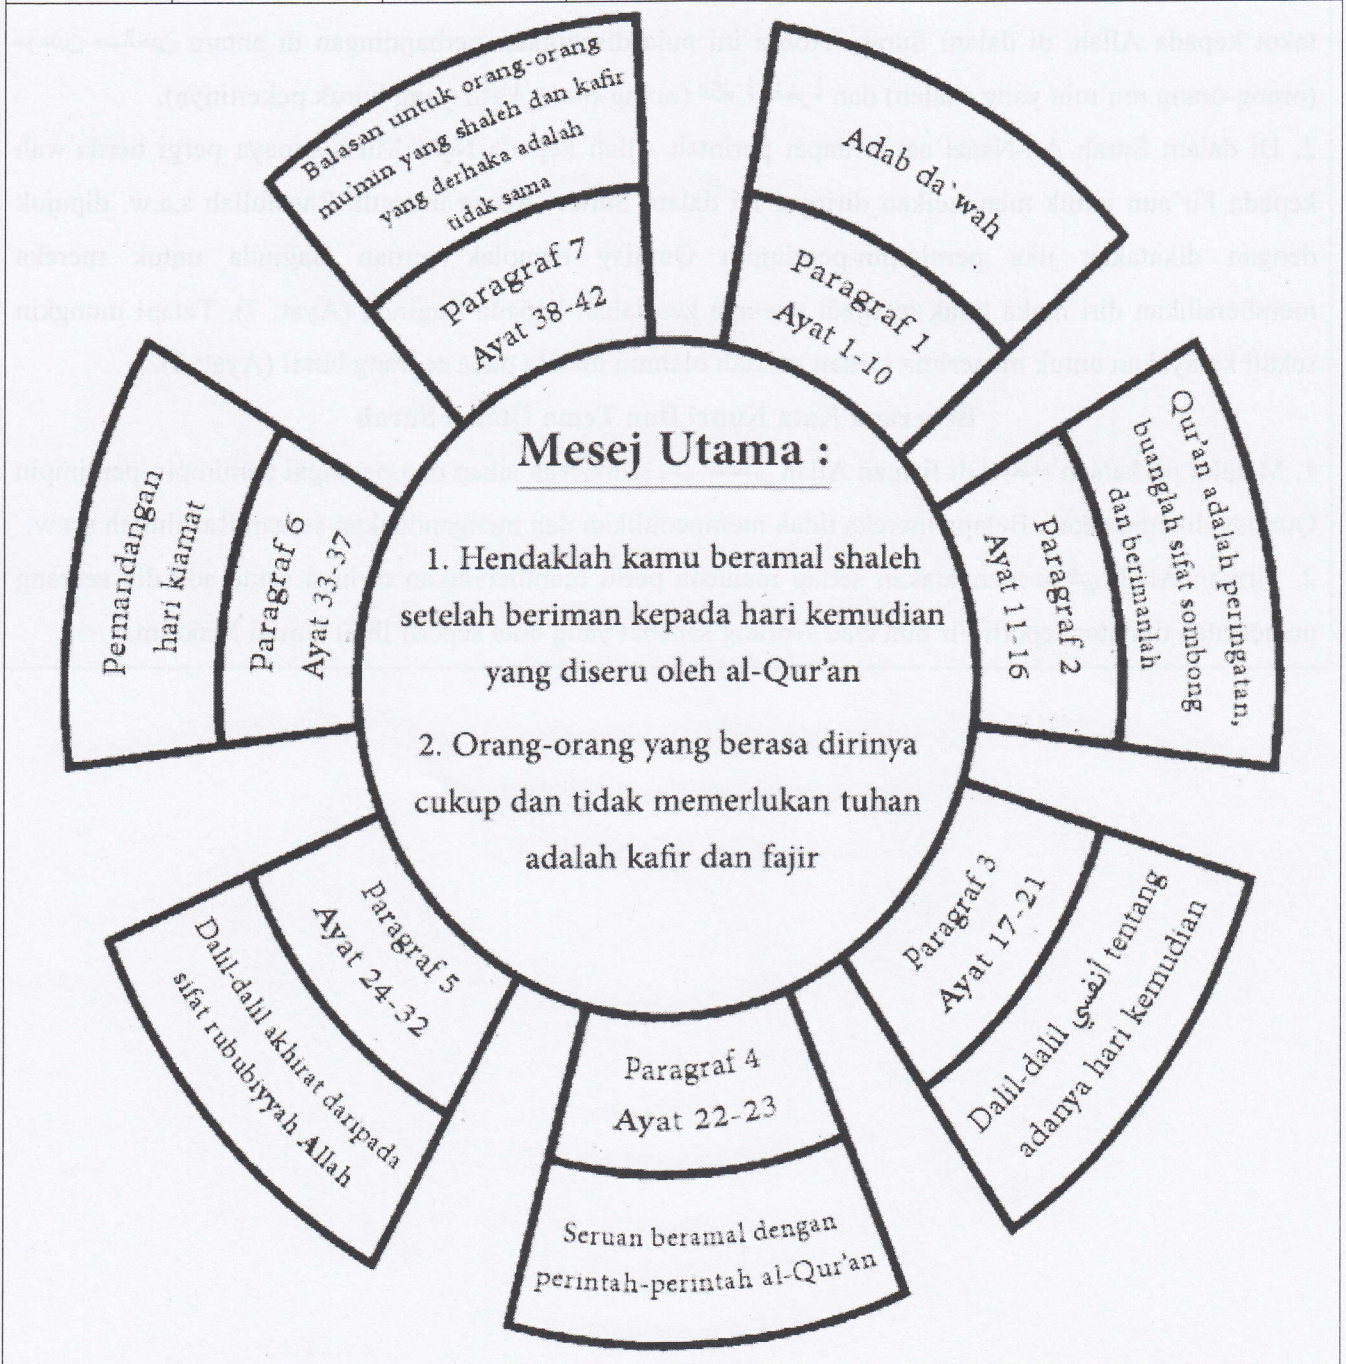 Mesej Utama :
1. Hendaklah kamu beramal shaleh
setelah beriman kepada hari kemudian
yang diseru oleh al-Qur'an
2. Orang-orang yang berasa dirinya
cukup dan tidak memerlukan tuhan
adalah kafir dan fajir
Adab da`wah
Paragraf 1
Ayat 1-10
Qur'an adalah peringatan,
buanglah sifat sombong
dan berimanlah
Paragraf 2
Ayat 11-16
Paragraf 3
Ayat 17-21
Dalil-dalil أنفسي tentang
adanya hari kemudian
Paragraf 4
Ayat 22-23
Seruan beramal dengan
perintah-perintah al-Qur'an
Paragraf 5
Ayat 24-32
Dalil-dalil akhirat daripada
sifat rububiyyah Allah
Pemandangan
hari kiamat
Paragraf 6
Ayat 33-37
Balasan untuk orang-orang
mu'min yang shaleh dan kafir
yang derhaka adalah
tidak sama
Paragraf 7
Ayat 38-42